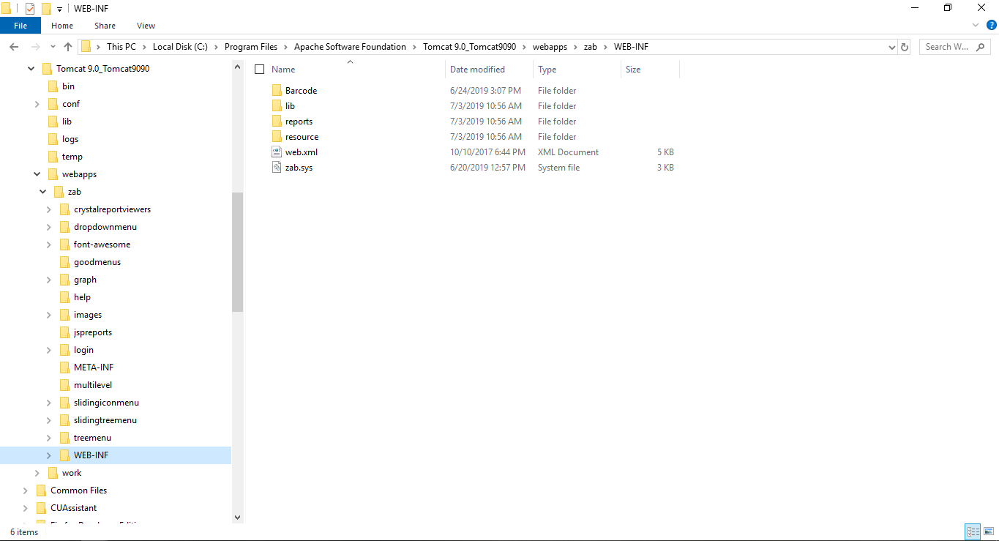 WEB-INF
File Home Share View
This PC Local Disk (C:) Program Files Apache Software Foundation Tomcat 9.0_Tomcat9090 webapps zab WEB-INF Search W...
Tomcat 9.0_Tomcat9090
bin
conf
lib
logs
temp
webapps
zab
crystalreportviewers
dropdownmenu
font-awesome
goodmenus
graph
help
images
jspreports
login
META-INF
multilevel
slidingiconmenu
slidingtreemenu
treemenu
WEB-INF
work
Common Files
CUAssistant
Name Date modified Type Size
Barcode 6/24/2019 3:07 PM File folder
lib 7/3/2019 10:56 AM File folder
reports 7/3/2019 10:56 AM File folder
resource 7/3/2019 10:56 AM File folder
web.xml 10/10/2017 6:44 PM XML Document 5 KB
zab.sys 6/20/2019 12:57 PM System file 3 KB
6 items